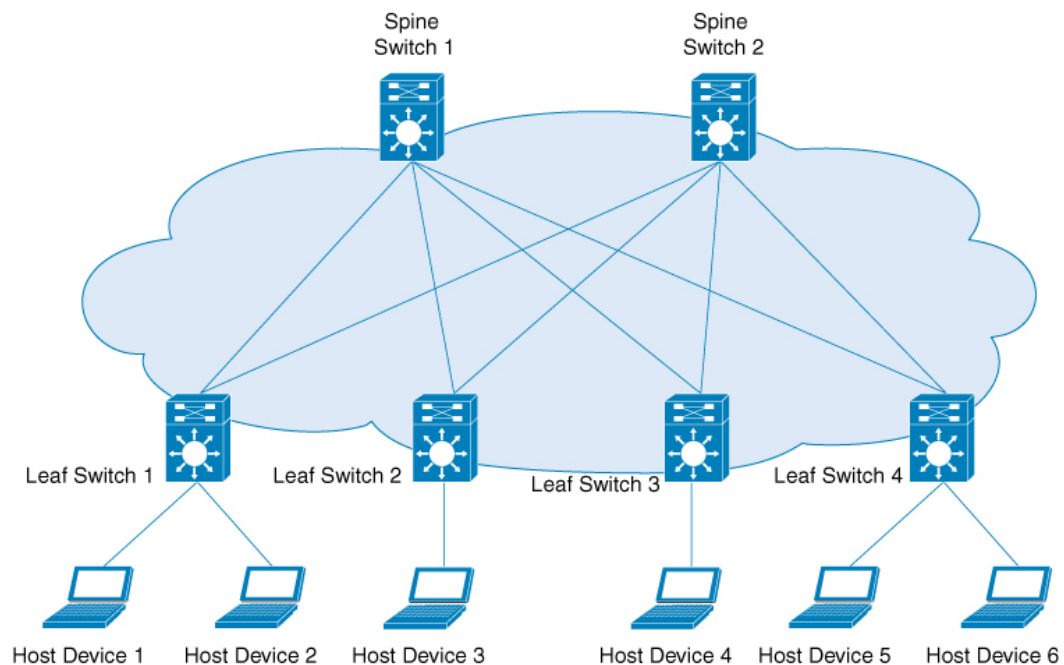 Spine
Switch 1
Spine
Switch 2
Leaf Switch 1
Leaf Switch 2
Leaf Switch 3
Leaf Switch 4
Host Device 1
Host Device 2
Host Device 3
Host Device 4
Host Device 5
Host Device 6